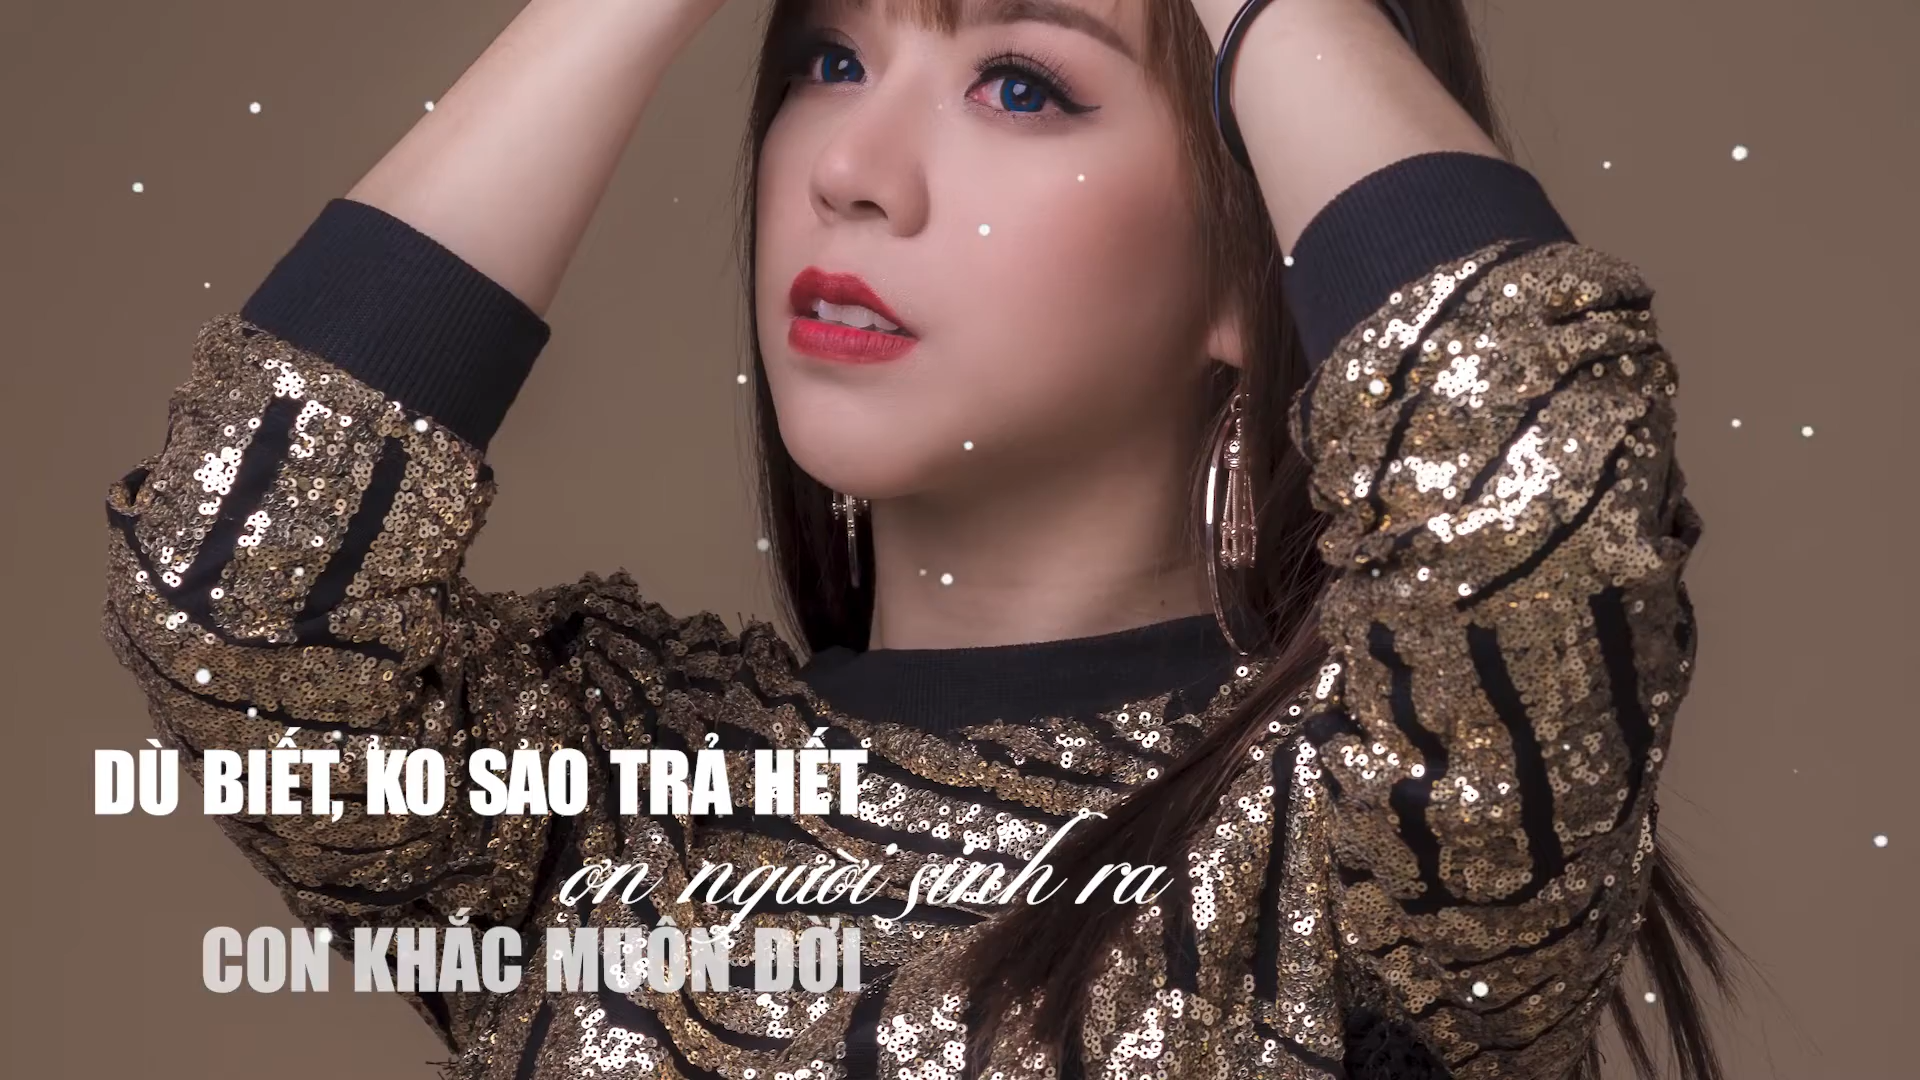 DÙ BIẾT, KO SAO TRẢ HẾT
ơn người sinh ra
CON KHẮC MUÔN ĐỜI